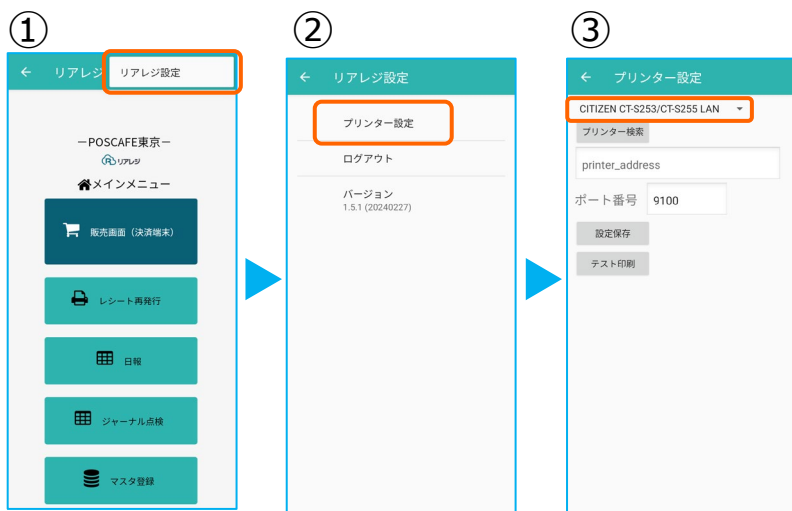 ①
← リアレジ リアレジ設定
－POSCAFE東京－
R リアレジ
メインメニュー
販売画面（決済端末）
レシート再発行
日報
ジャーナル点検
マスタ登録
②
← リアレジ設定
プリンター設定
ログアウト
バージョン
1.5.1 (20240227)
③
← プリンター設定
CITIZEN CT-S253/CT-S255 LAN
プリンター検索
printer_address
ポート番号 9100
設定保存
テスト印刷